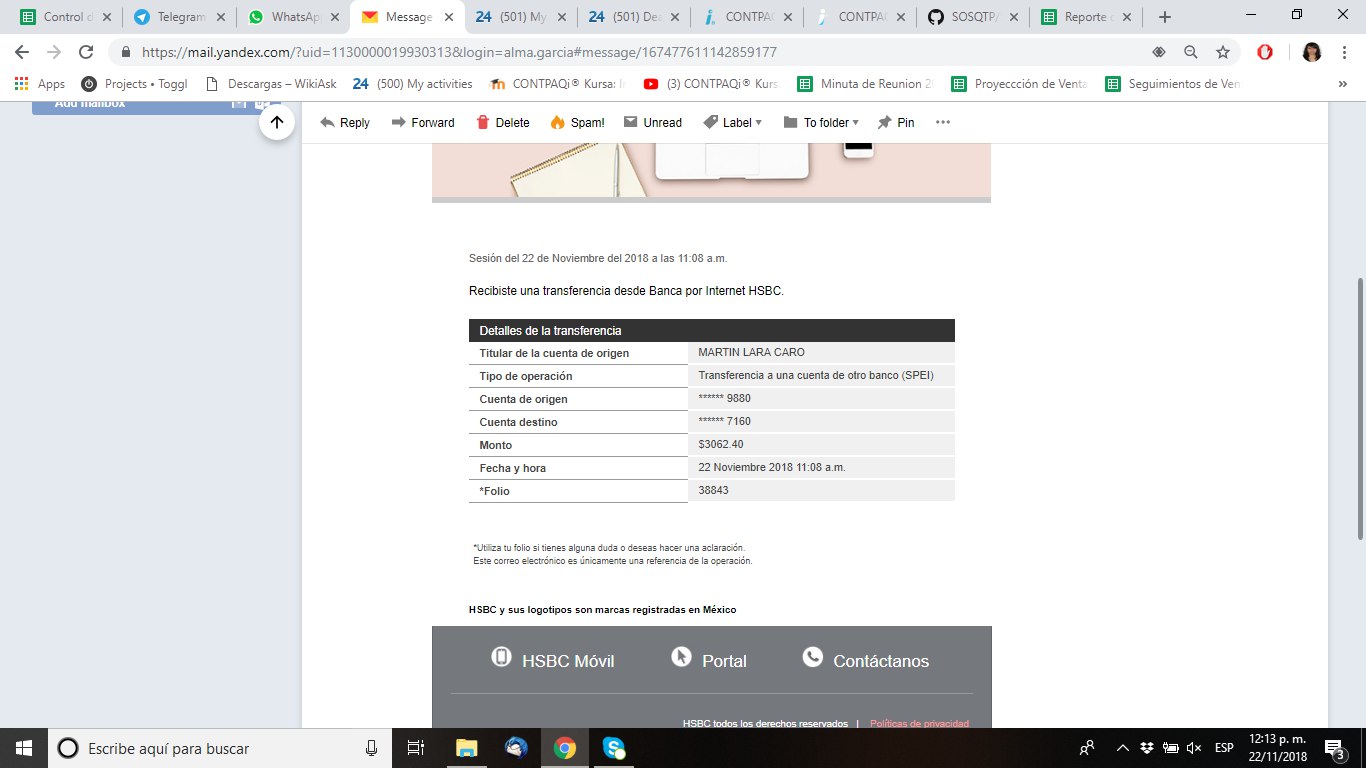 Control d
Telegram
WhatsAp
Message
24 (501) My
24 (501) Dea
CONTPAQ
CONTPAC
SOSQTP/
Reporte
https://mail.yandex.com/?uid=1130000019930313&login=alma.garcia#message/167477611142859177
Apps
Projects • Toggl
Descargas – WikiAsk
24 (500) My activities
CONTPAQi® Kursa: I
(3) CONTPAQi® Kurs
Minuta de Reunion 2
Proyeccción de Venta
Seguimientos de Ven
»
Add mailbox
Reply
Forward
Delete
Spam!
Unread
Label
To folder
Pin
Sesión del 22 de Noviembre del 2018 a las 11:08 a.m.
Recibiste una transferencia desde Banca por Internet HSBC.
Detalles de la transferencia
Titular de la cuenta de origen MARTIN LARA CARO
Tipo de operación Transferencia a una cuenta de otro banco (SPEI)
Cuenta de origen ****** 9880
Cuenta destino ****** 7160
Monto $3062.40
Fecha y hora 22 Noviembre 2018 11:08 a.m.
*Folio 38843
*Utiliza tu folio si tienes alguna duda o deseas hacer una aclaración.
Este correo electrónico es únicamente una referencia de la operación.
HSBC y sus logotipos son marcas registradas en México
HSBC Móvil
Portal
Contáctanos
HSBC todos los derechos reservados | Políticas de privacidad
Escribe aquí para buscar
ESP
12:13 p. m.
22/11/2018
3